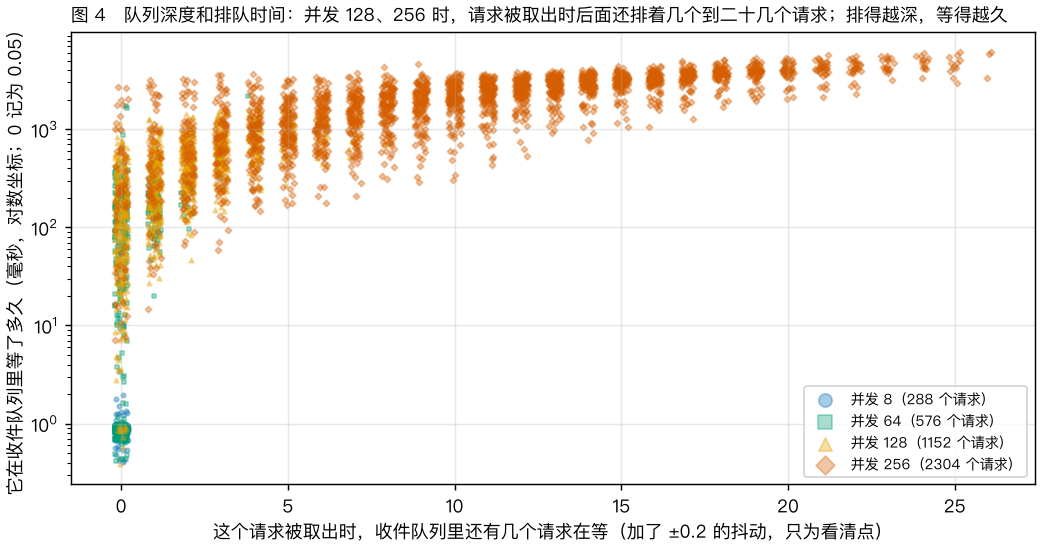 图 4　队列深度和排队时间：并发 128、256 时，请求被取出时后面还排着几个到二十几个请求；排得越深，等得越久
它在收件队列里等了多久（毫秒，对数坐标；0 记为 0.05）
10³
10²
10¹
10⁰
并发 8（288 个请求）
并发 64（576 个请求）
并发 128（1152 个请求）
并发 256（2304 个请求）
0 5 10 15 20 25
这个请求被取出时，收件队列里还有几个请求在等（加了 ±0.2 的抖动，只为看清点）